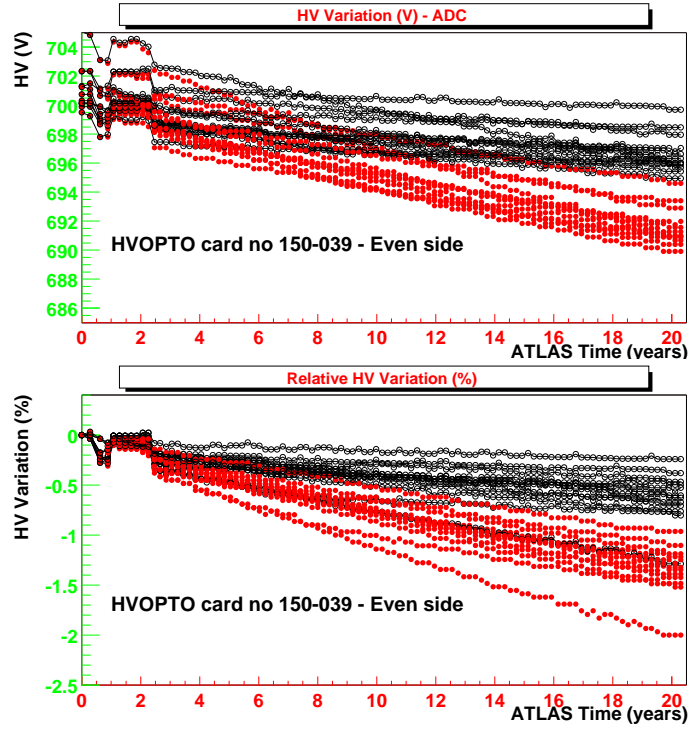 HV Variation (V) - ADC
HV (V)
704
702
700
698
696
694
692
690
688
686
HVOPTO card no 150-039 - Even side
0 2 4 6 8 10 12 14 16 18 20
ATLAS Time (years)
Relative HV Variation (%)
HV Variation (%)
0
-0.5
-1
-1.5
-2
-2.5
HVOPTO card no 150-039 - Even side
0 2 4 6 8 10 12 14 16 18 20
ATLAS Time (years)